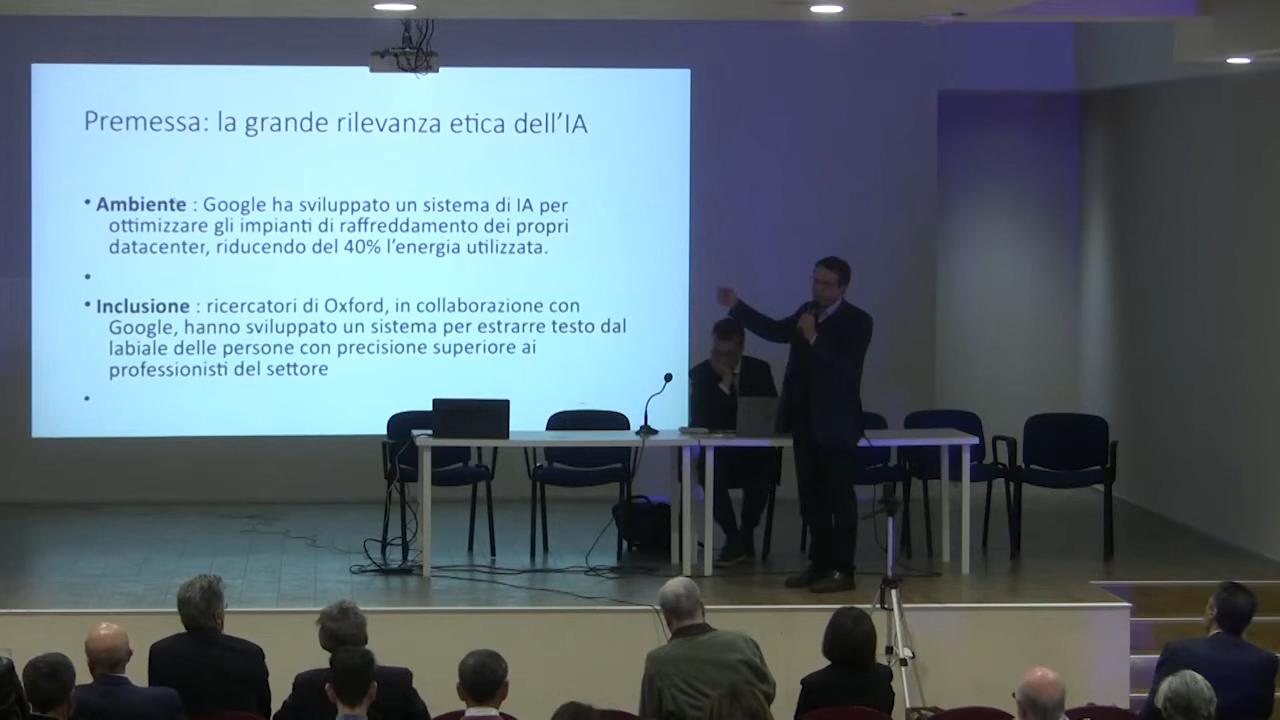 Premessa: la grande rilevanza etica dell'IA
• Ambiente : Google ha sviluppato un sistema di IA per
ottimizzare gli impianti di raffreddamento dei propri
datacenter, riducendo del 40% l'energia utilizzata.
•
• Inclusione : ricercatori di Oxford, in collaborazione con
Google, hanno sviluppato un sistema per estrarre testo dal
labiale delle persone con precisione superiore ai
professionisti del settore
•